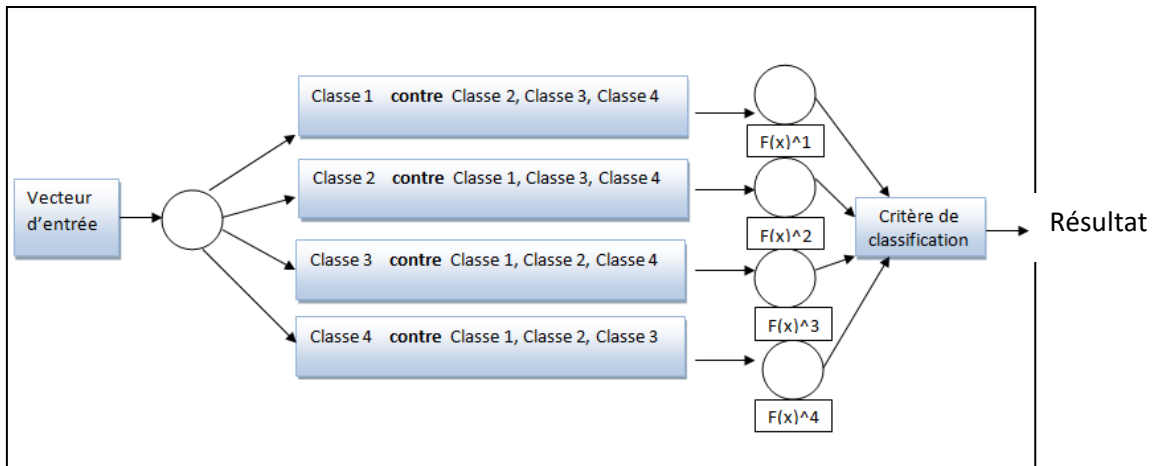 Vecteur
d'entrée
Classe 1 contre Classe 2, Classe 3, Classe 4
Classe 2 contre Classe 1, Classe 3, Classe 4
Classe 3 contre Classe 1, Classe 2, Classe 4
Classe 4 contre Classe 1, Classe 2, Classe 3
F(x)^1
F(x)^2
F(x)^3
F(x)^4
Critère de
classification
Résultat